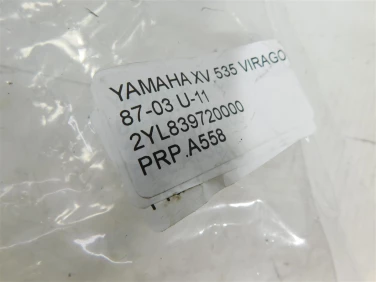 YAMAHA XV 535 VIRAGO
87-03 U-11
2YL839720000
PRP.A558